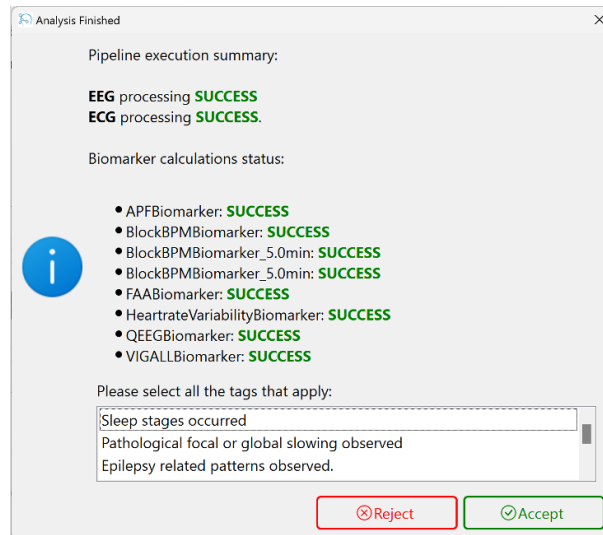 Analysis Finished
Pipeline execution summary:
EEG processing SUCCESS
ECG processing SUCCESS.
Biomarker calculations status:
• APFBiomarker: SUCCESS
• BlockBPMBiomarker: SUCCESS
• BlockBPMBiomarker_5.0min: SUCCESS
• BlockBPMBiomarker_5.0min: SUCCESS
• FAABiomarker: SUCCESS
• HeartrateVariabilityBiomarker: SUCCESS
• QEEGBiomarker: SUCCESS
• VIGALLBiomarker: SUCCESS
Please select all the tags that apply:
Sleep stages occurred
Pathological focal or global slowing observed
Epilepsy related patterns observed.
Reject Accept